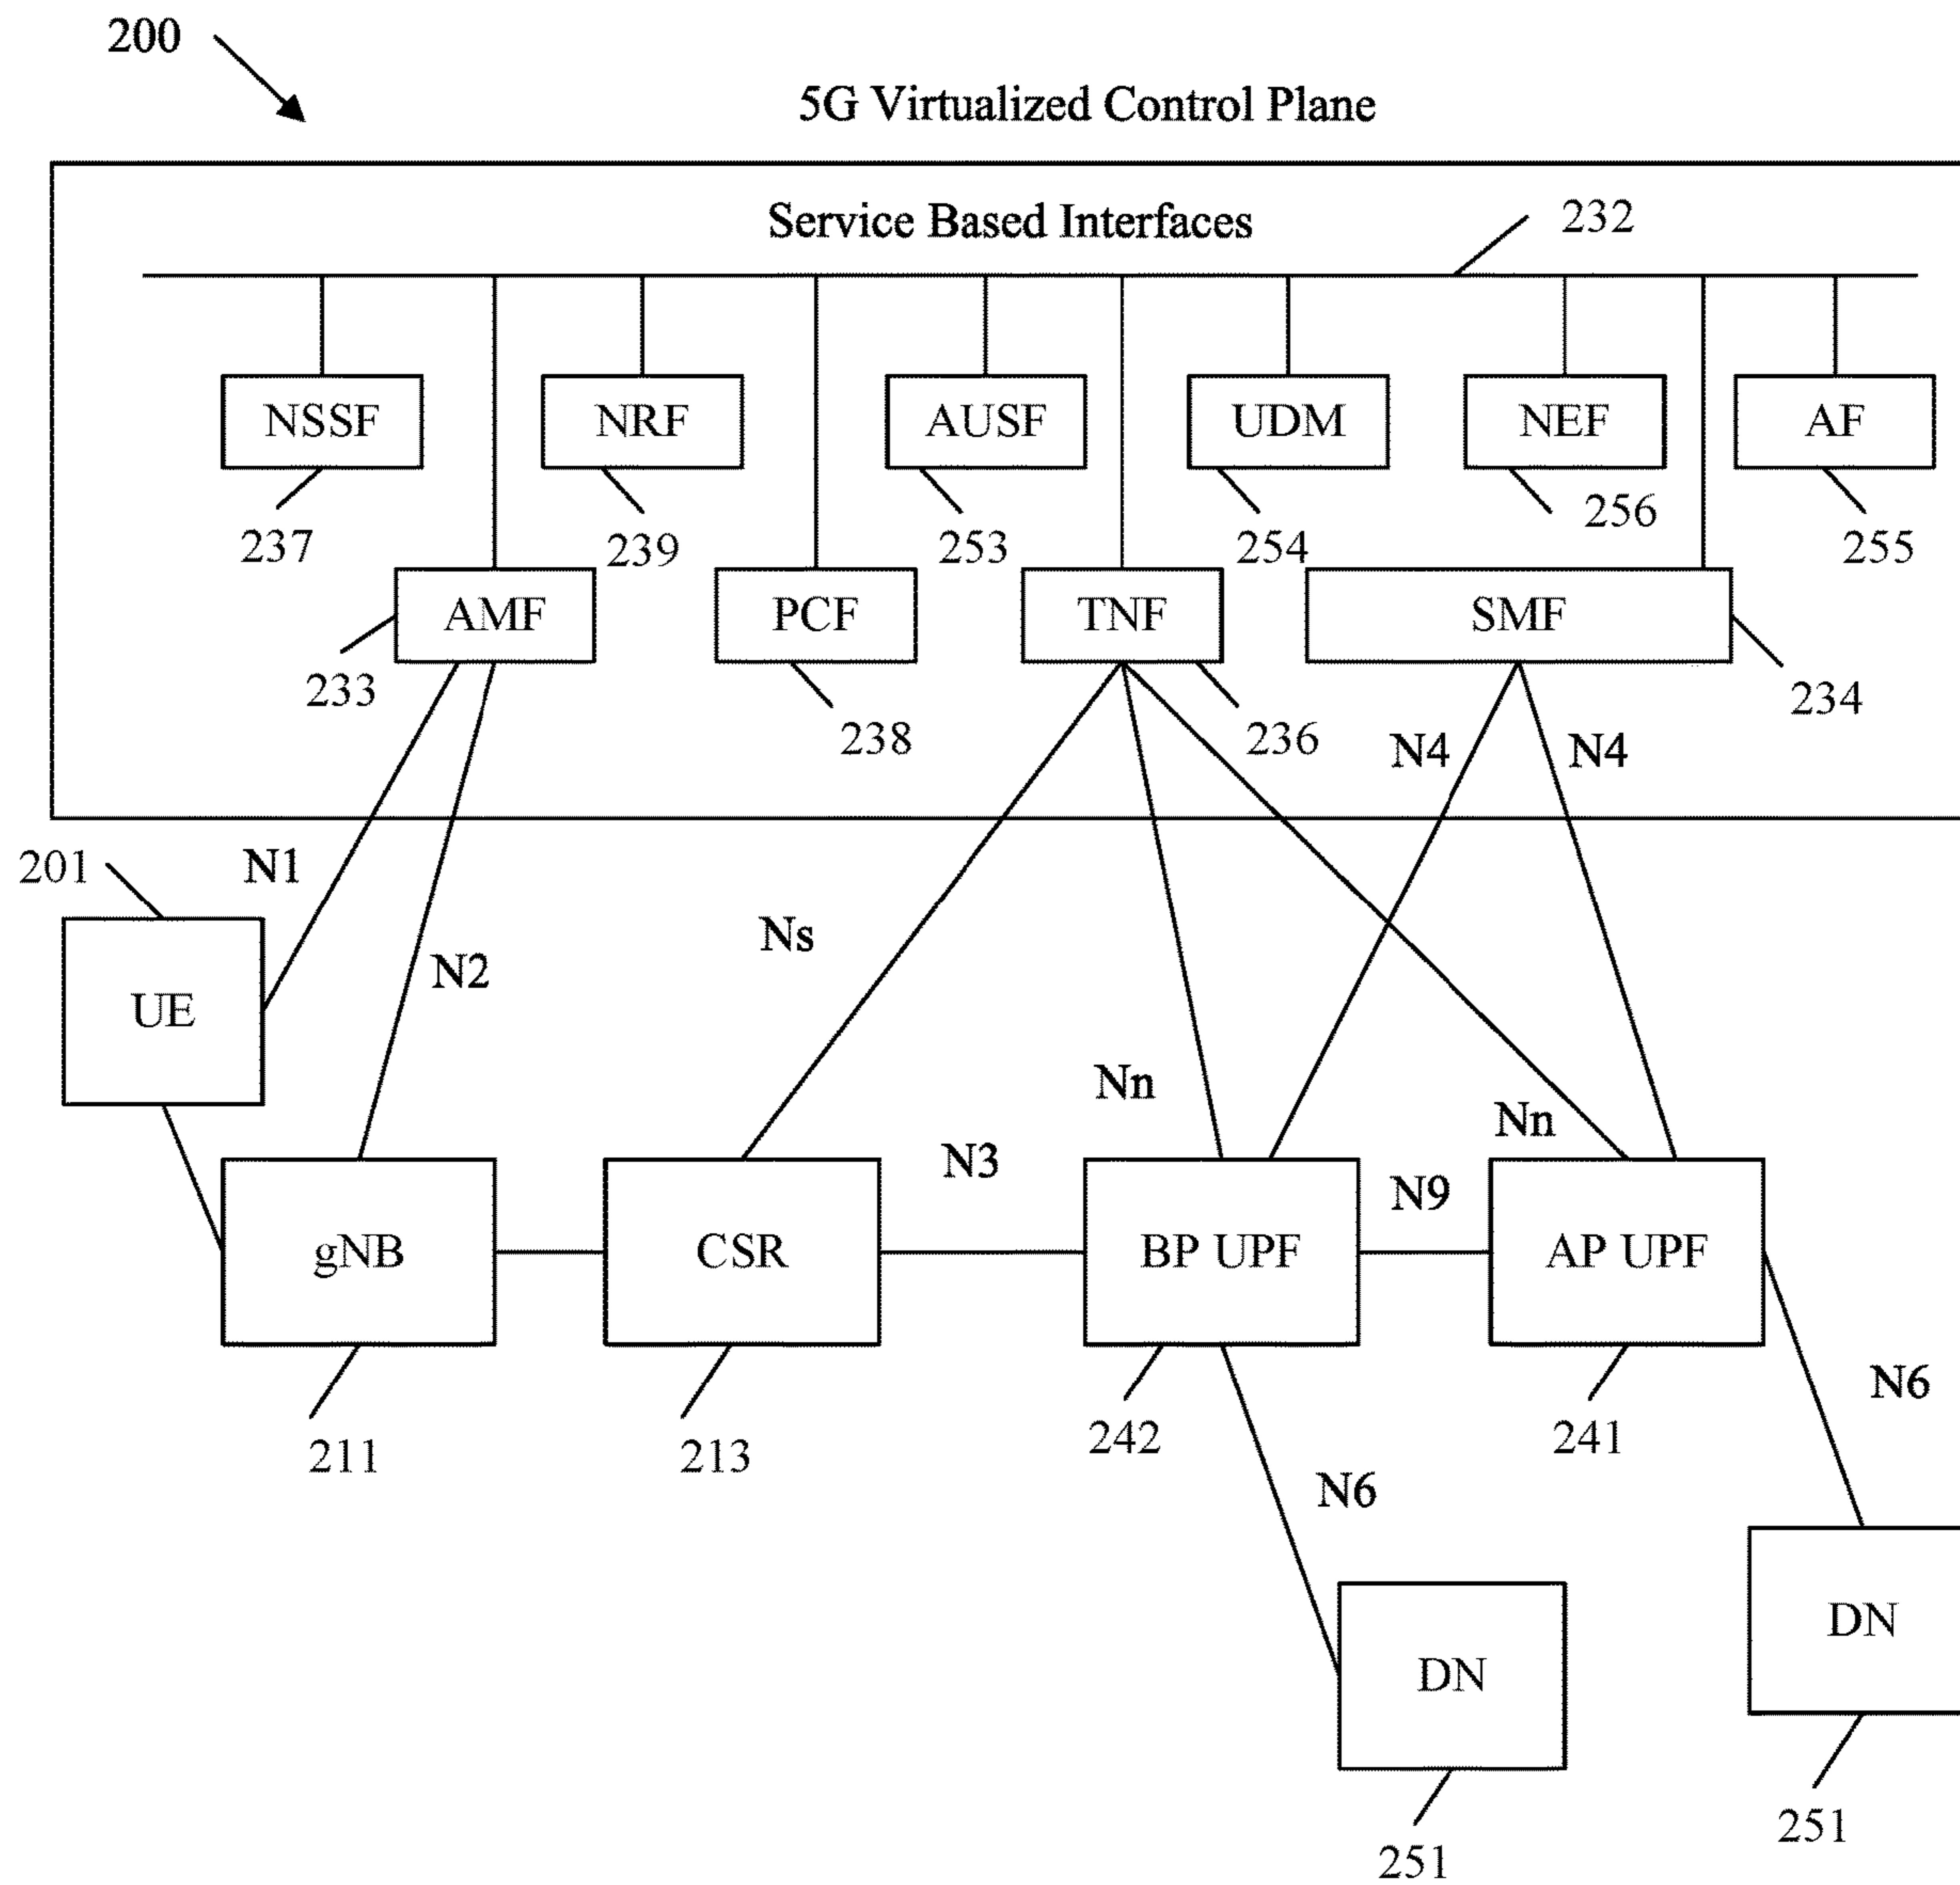 200
5G Virtualized Control Plane
Service Based Interfaces
232
NSSF
NRF
AUSF
UDM
NEF
AF
237
239
253
254
256
255
AMF
PCF
TNF
SMF
233
238
236
234
N4
N4
201
N1
Ns
N2
UE
Nn
Nn
N3
N9
gNB
CSR
BP UPF
AP UPF
N6
211
213
242
241
N6
DN
DN
251
251